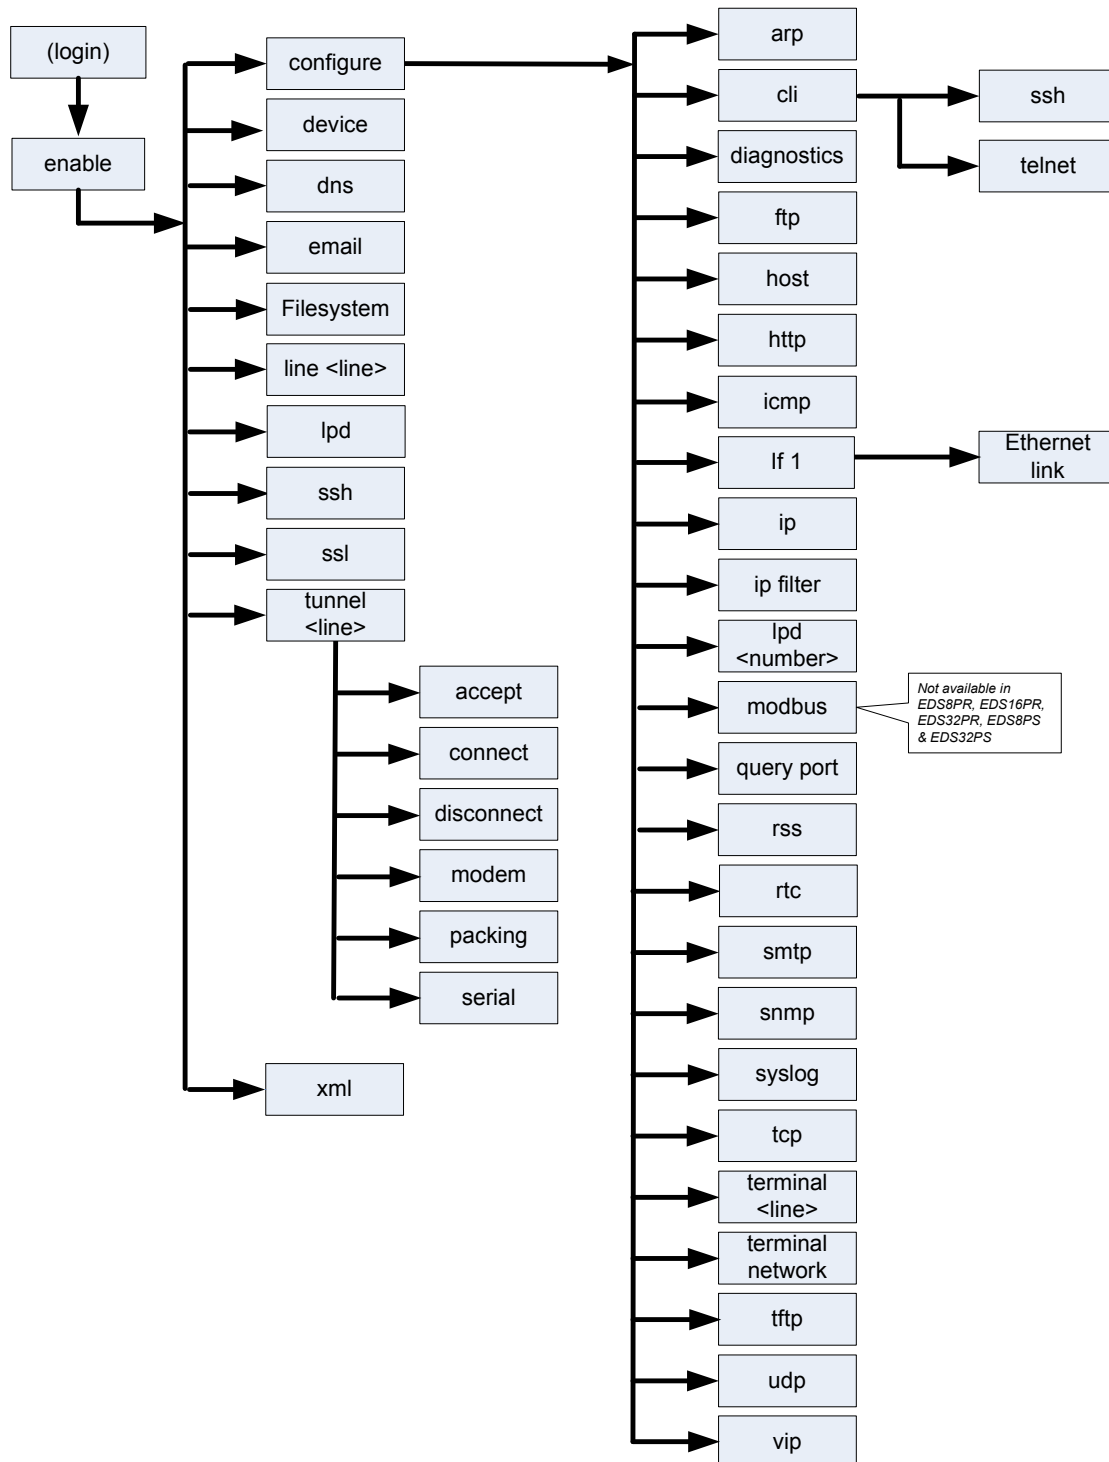 (login)
enable
configure
device
dns
email
Filesystem
line <line>
lpd
ssh
ssl
tunnel
<line>
accept
connect
disconnect
modem
packing
serial
xml
arp
cli
diagnostics
ftp
host
http
icmp
If 1
ip
ip filter
lpd
<number>
modbus
query port
rss
rtc
smtp
snmp
syslog
tcp
terminal
<line>
terminal
network
tftp
udp
vip
ssh
telnet
Ethernet
link
Not available in
EDS8PR, EDS16PR,
EDS32PR, EDS8PS
& EDS32PS